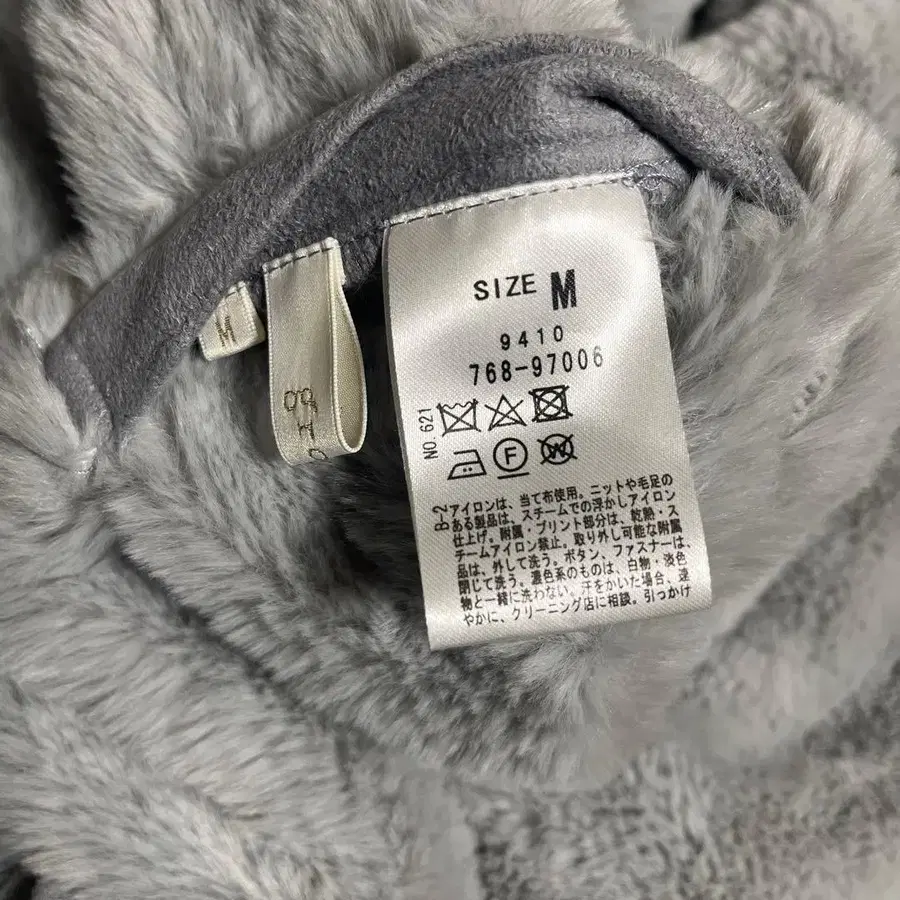 SIZE M
9410
768-97006
NO. 621
F
W
B-2
アイロンは、当て布使用。ニットや毛足の
ある製品は、スチームでの浮かしアイロン
仕上げ。附属・プリント部分は、乾熱・ス
チームアイロン禁止。取り外し可能な附属
品は、外して洗う。ボタン、ファスナーは、
閉じて洗う。濃色系のものは、白物・淡色
物と一緒に洗わない。汗をかいた場合、速
やかに、クリーニング店に相談。引っかけ
M